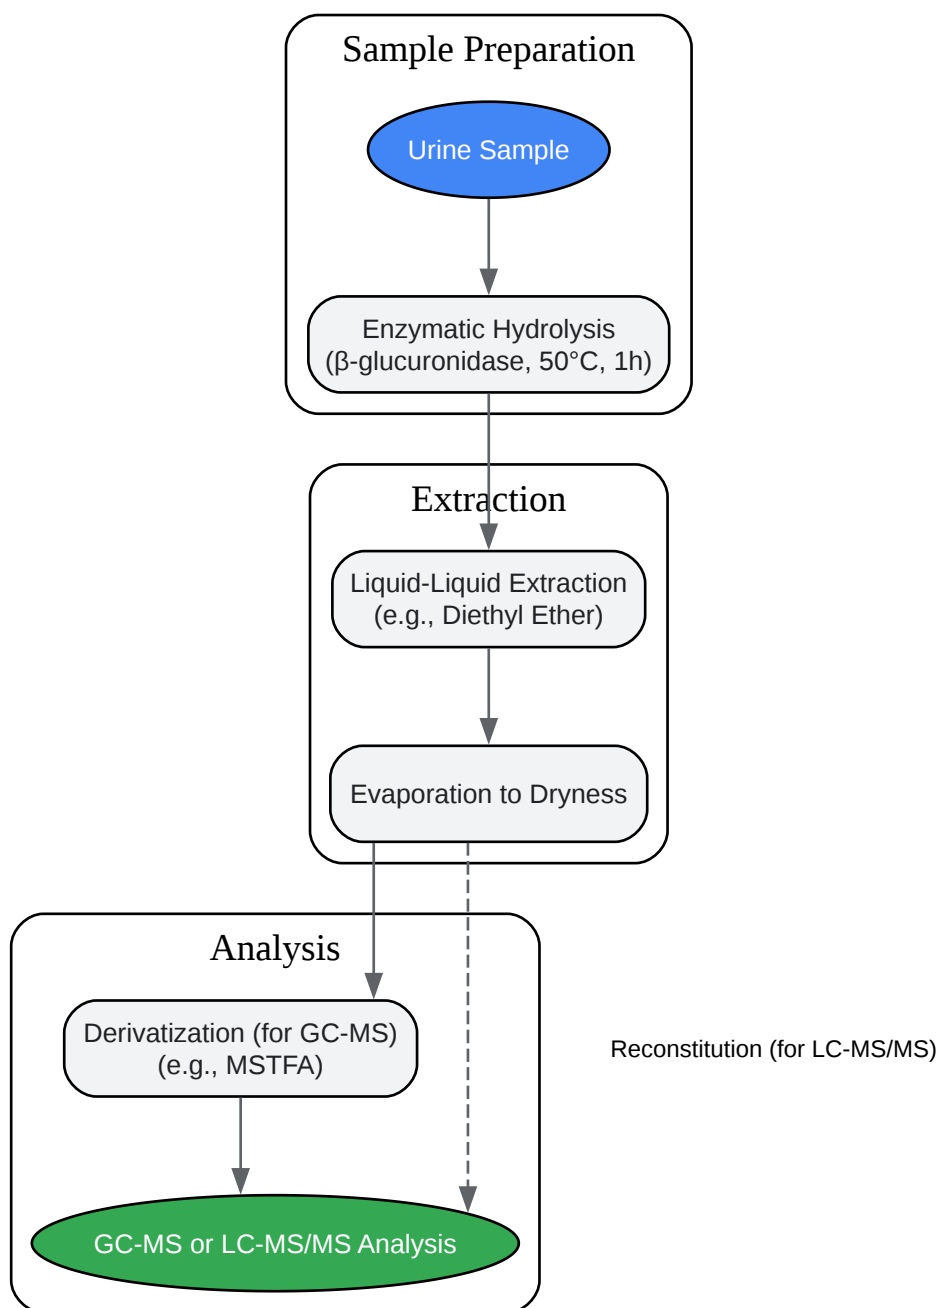 Sample Preparation
Urine Sample
Enzymatic Hydrolysis
(β-glucuronidase, 50°C, 1h)
Extraction
Liquid-Liquid Extraction
(e.g., Diethyl Ether)
Evaporation to Dryness
Analysis
Derivatization (for GC-MS)
(e.g., MSTFA)
Reconstitution (for LC-MS/MS)
GC-MS or LC-MS/MS Analysis